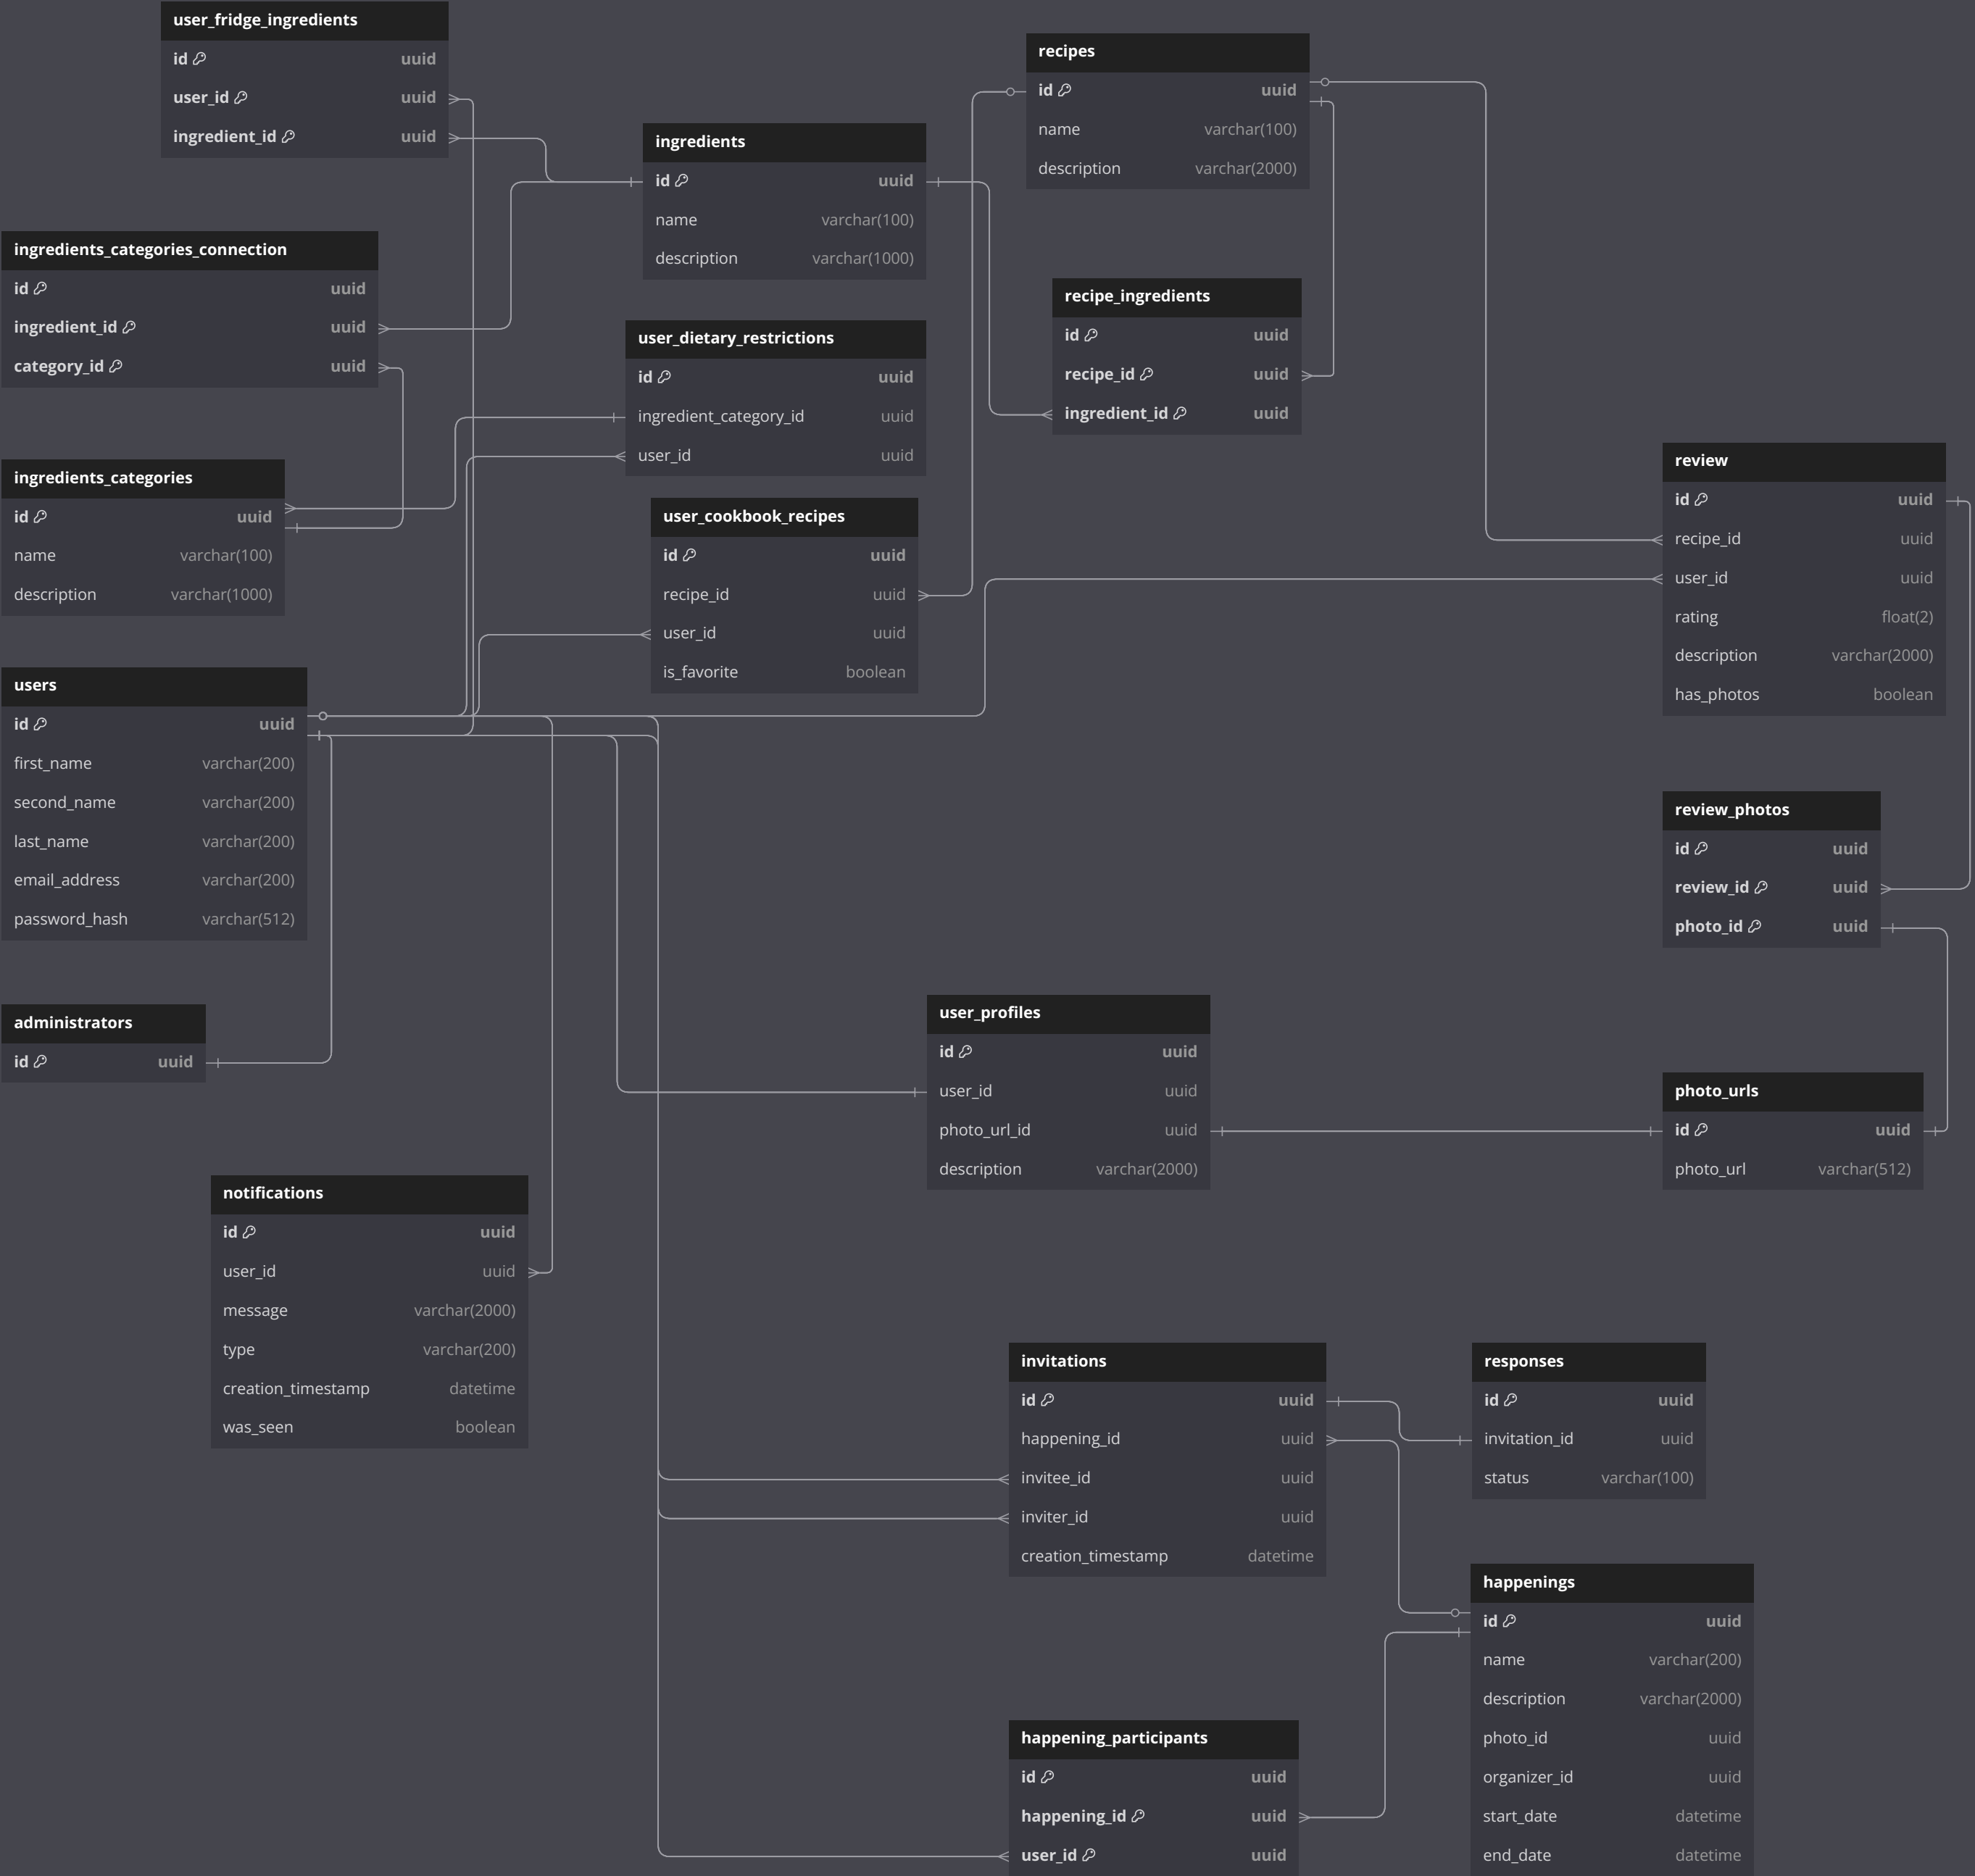 user_fridge_ingredients
id uuid
user_id uuid
ingredient_id uuid
recipes
id uuid
name varchar(100)
description varchar(2000)
ingredients
id uuid
name varchar(100)
description varchar(1000)
ingredients_categories_connection
id uuid
ingredient_id uuid
category_id uuid
recipe_ingredients
id uuid
recipe_id uuid
ingredient_id uuid
user_dietary_restrictions
id uuid
ingredient_category_id uuid
user_id uuid
ingredients_categories
id uuid
name varchar(100)
description varchar(1000)
user_cookbook_recipes
id uuid
recipe_id uuid
user_id uuid
is_favorite boolean
review
id uuid
recipe_id uuid
user_id uuid
rating float(2)
description varchar(2000)
has_photos boolean
users
id uuid
first_name varchar(200)
second_name varchar(200)
last_name varchar(200)
email_address varchar(200)
password_hash varchar(512)
review_photos
id uuid
review_id uuid
photo_id uuid
administrators
id uuid
user_profiles
id uuid
user_id uuid
photo_url_id uuid
description varchar(2000)
photo_urls
id uuid
photo_url varchar(512)
notifications
id uuid
user_id uuid
message varchar(2000)
type varchar(200)
creation_timestamp datetime
was_seen boolean
invitations
id uuid
happening_id uuid
invitee_id uuid
inviter_id uuid
creation_timestamp datetime
responses
id uuid
invitation_id uuid
status varchar(100)
happenings
id uuid
name varchar(200)
description varchar(2000)
photo_id uuid
organizer_id uuid
start_date datetime
end_date datetime
happening_participants
id uuid
happening_id uuid
user_id uuid